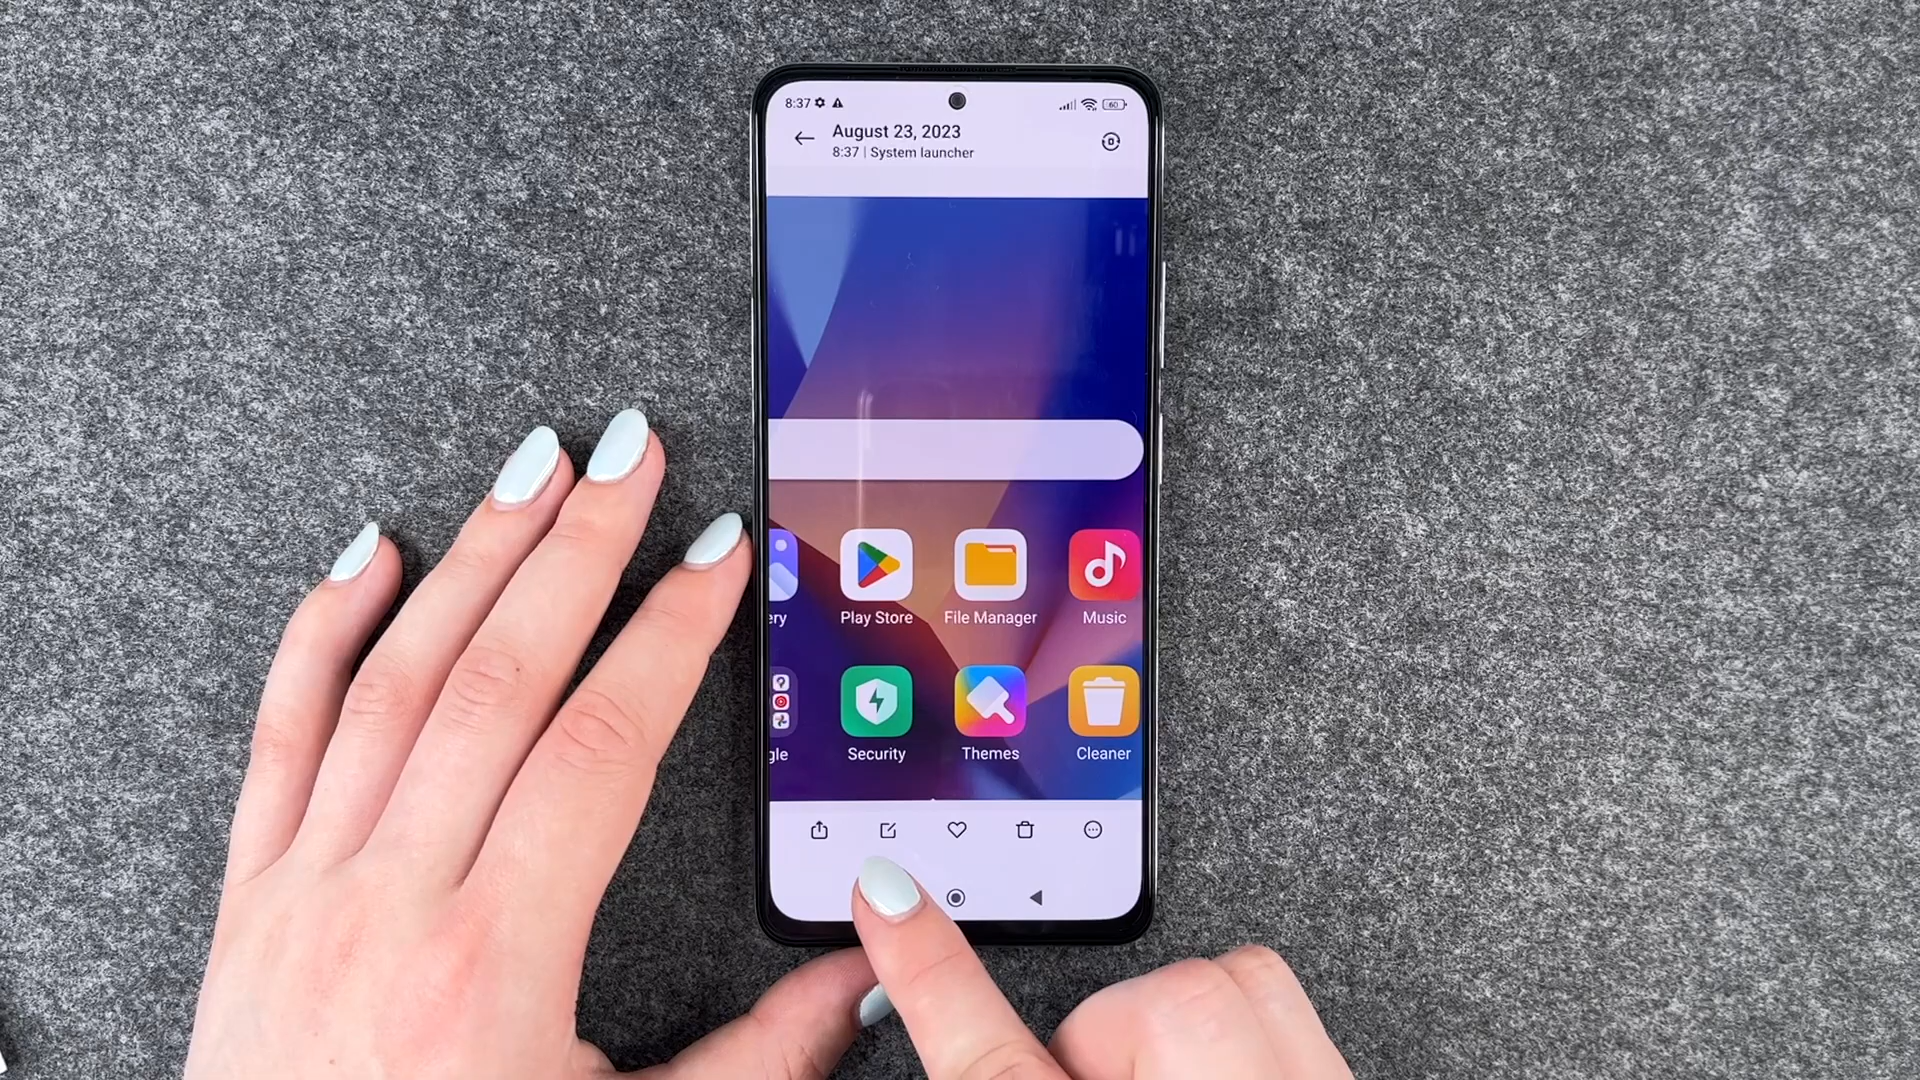 8:37
60
August 23, 2023
8:37 | System launcher
ery
Play Store
File Manager
Music
gle
Security
Themes
Cleaner